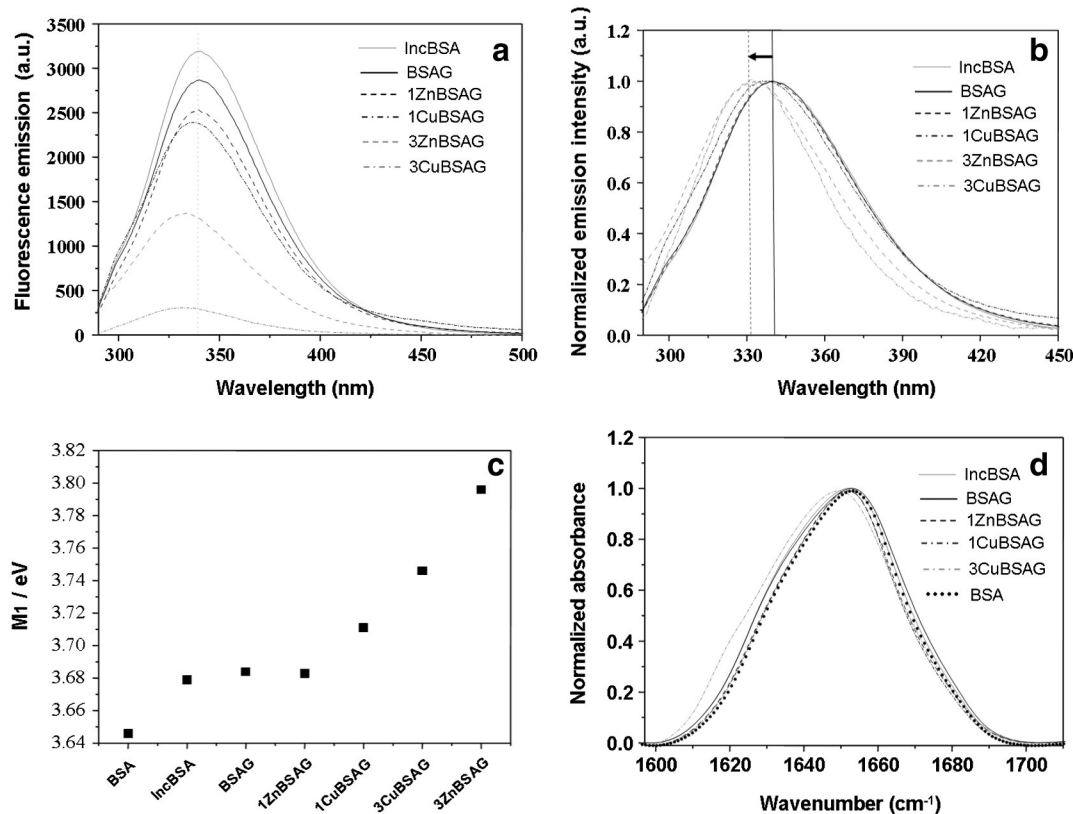 a
Fluorescence emission (a.u.)
3500
3000
2500
2000
1500
1000
500
0
300
350
400
450
500
Wavelength (nm)
IncBSA
BSAG
1ZnBSAG
1CuBSAG
3ZnBSAG
3CuBSAG
b
Normalized emission intensity (a.u.)
1.2
1.0
0.8
0.6
0.4
0.2
0.0
300
330
360
390
420
450
Wavelength (nm)
IncBSA
BSAG
1ZnBSAG
1CuBSAG
3ZnBSAG
3CuBSAG
c
M1 / eV
3.82
3.80
3.78
3.76
3.74
3.72
3.70
3.68
3.66
3.64
BSA
IncBSA
BSAG
1ZnBSAG
1CuBSAG
3CuBSAG
3ZnBSAG
d
Normalized absorbance
1.2
1.0
0.8
0.6
0.4
0.2
0.0
1600
1620
1640
1660
1680
1700
Wavenumber (cm-1)
IncBSA
BSAG
1ZnBSAG
1CuBSAG
3CuBSAG
BSA